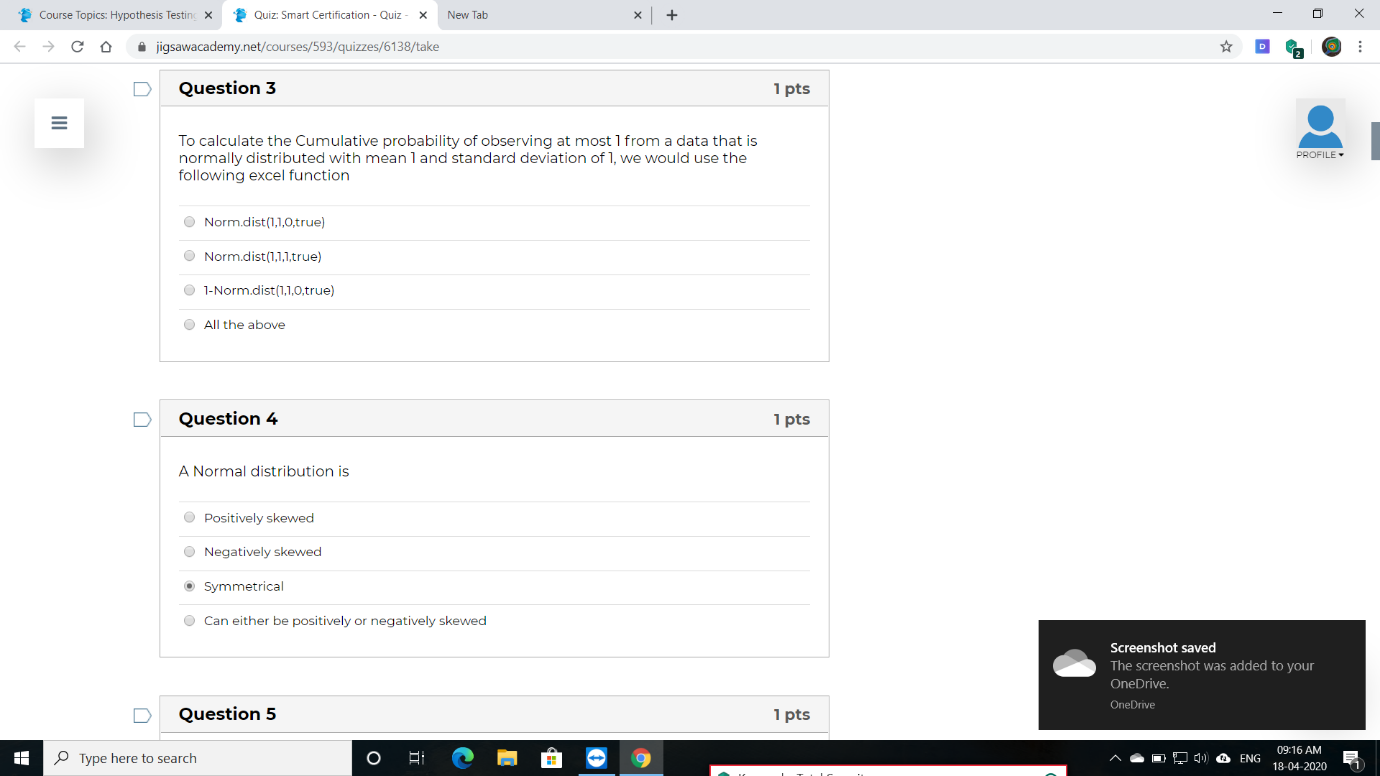 Course Topics: Hypothesis Testing
Quiz: Smart Certification - Quiz -
New Tab
jigsawacademy.net/courses/593/quizzes/6138/take
D
2
PROFILE
Question 3
1 pts
To calculate the Cumulative probability of observing at most 1 from a data that is
normally distributed with mean 1 and standard deviation of 1, we would use the
following excel function
Norm.dist(1,1,0,true)
Norm.dist(1,1,1,true)
1-Norm.dist(1,1,0,true)
All the above
Question 4
1 pts
A Normal distribution is
Positively skewed
Negatively skewed
Symmetrical
Can either be positively or negatively skewed
Question 5
1 pts
Screenshot saved
The screenshot was added to your
OneDrive.
OneDrive
Type here to search
ENG
09:16 AM
18-04-2020
1